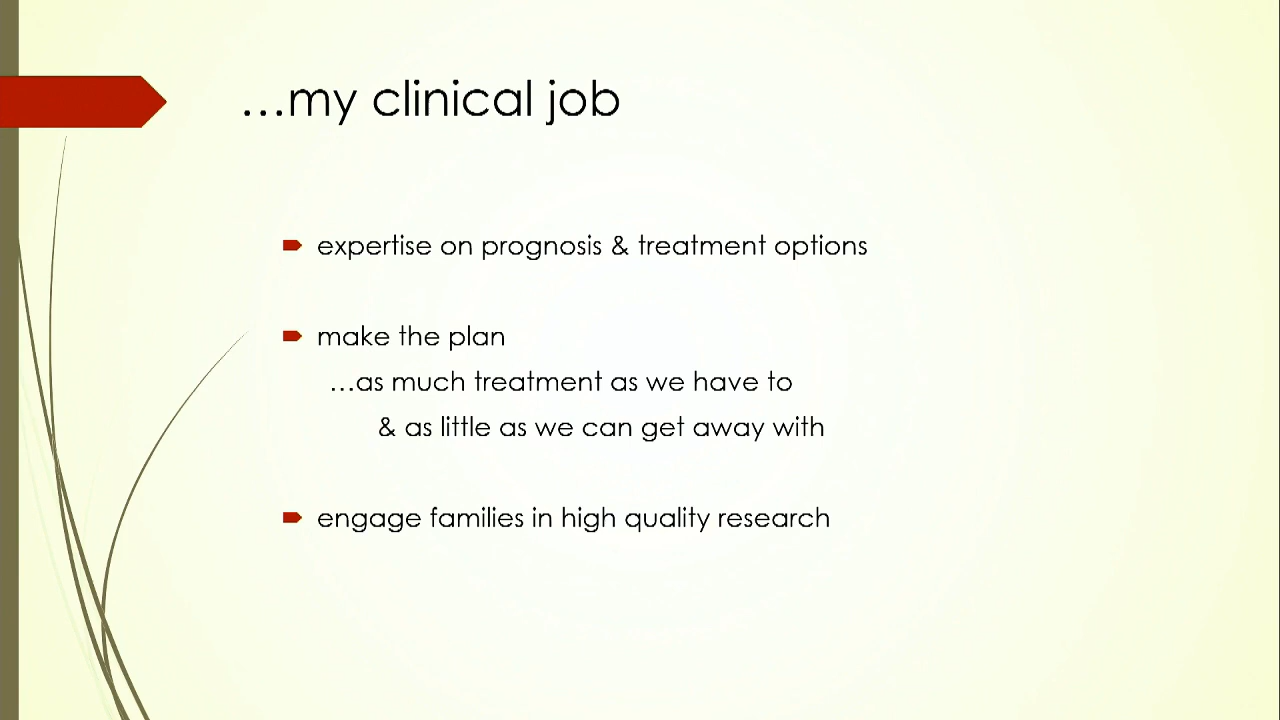 …my clinical job
expertise on prognosis & treatment options
make the plan
…as much treatment as we have to
& as little as we can get away with
engage families in high quality research